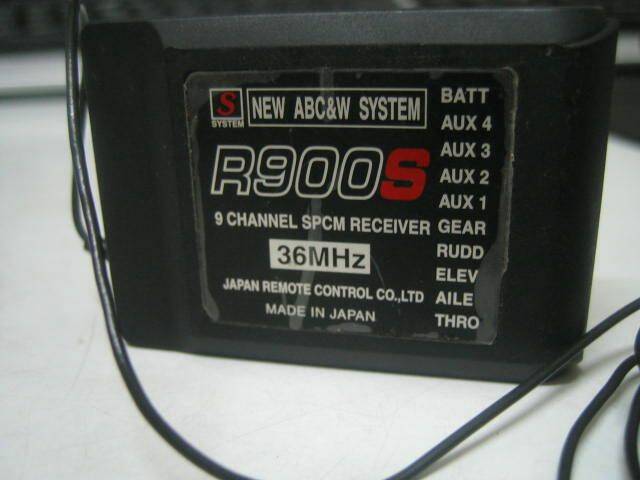 S
SYSTEM
NEW ABC&W SYSTEM
R900S
9 CHANNEL SPCM RECEIVER
36MHz
JAPAN REMOTE CONTROL CO.,LTD
MADE IN JAPAN
BATT
AUX 4
AUX 3
AUX 2
AUX 1
GEAR
RUDD
ELEV
AILE
THRO